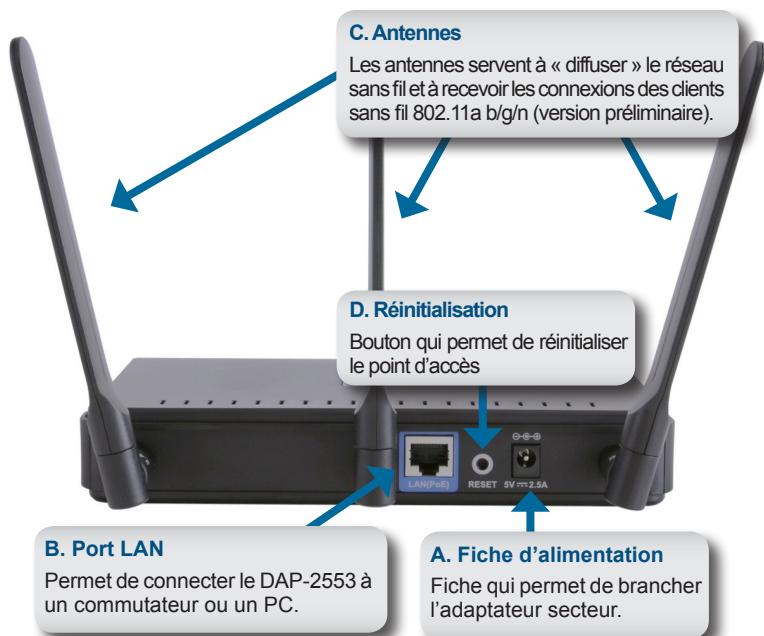 C. Antennes
Les antennes servent à « diffuser » le réseau
sans fil et à recevoir les connexions des clients
sans fil 802.11a b/g/n (version préliminaire).
D. Réinitialisation
Bouton qui permet de réinitialiser
le point d’accès
LAN(PoE)
RESET
5V⎓2.5A
B. Port LAN
Permet de connecter le DAP-2553 à
un commutateur ou un PC.
A. Fiche d’alimentation
Fiche qui permet de brancher
l’adaptateur secteur.